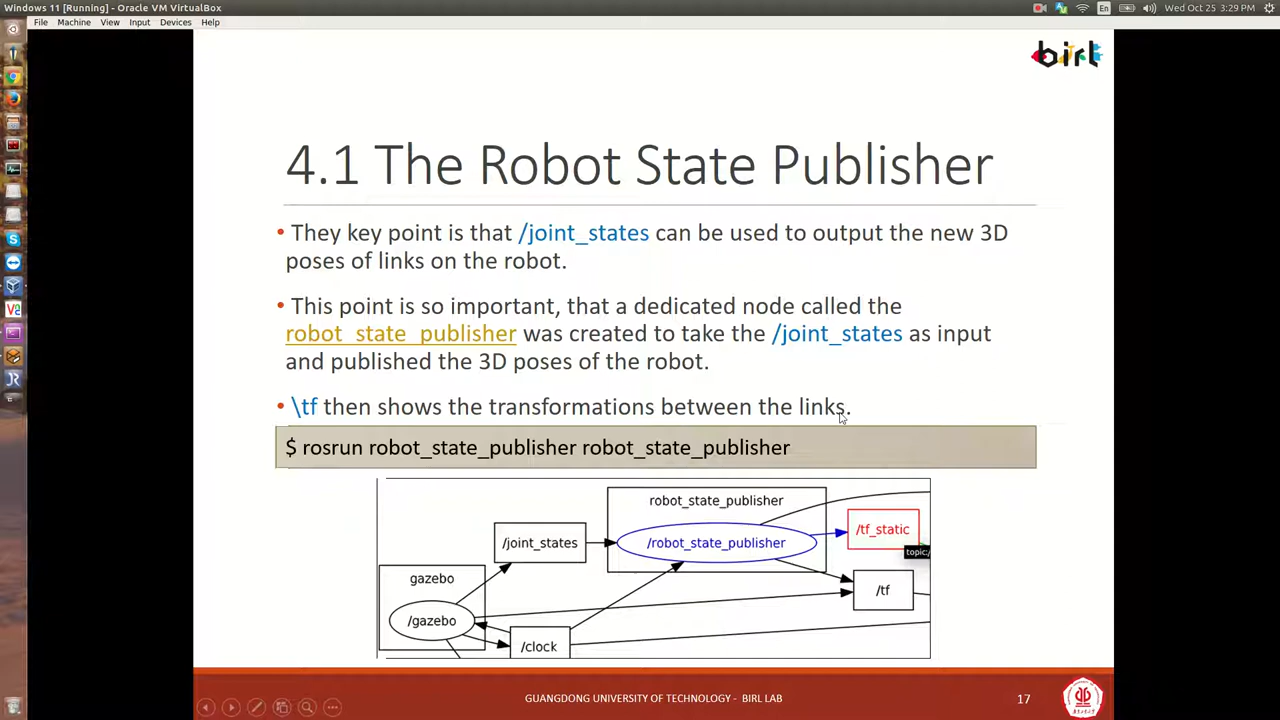 Windows 11 [Running] - Oracle VM VirtualBox
En
Wed Oct 25 3:29 PM
File Machine View Input Devices Help
birl
4.1 The Robot State Publisher
• They key point is that /joint_states can be used to output the new 3D
poses of links on the robot.
• This point is so important, that a dedicated node called the
robot_state_publisher was created to take the /joint_states as input
and published the 3D poses of the robot.
• \tf then shows the transformations between the links.
$ rosrun robot_state_publisher robot_state_publisher
robot_state_publisher
/joint_states
/robot_state_publisher
/tf_static
topic:/
gazebo
/tf
/gazebo
/clock
GUANGDONG UNIVERSITY OF TECHNOLOGY - BIRL LAB
17